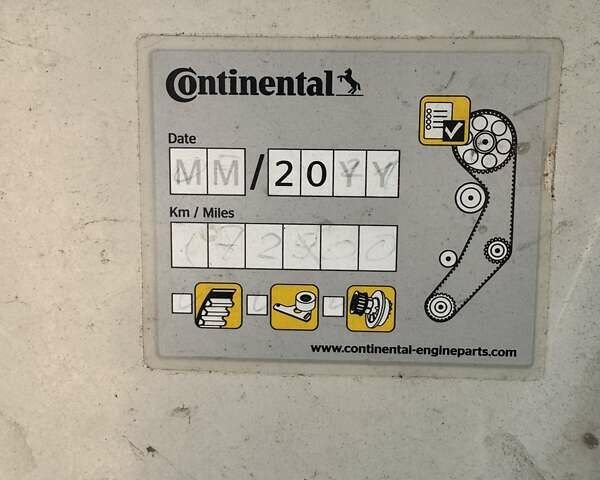 Continental
Date
MM/20YY
Km / Miles
www.continental-engineparts.com